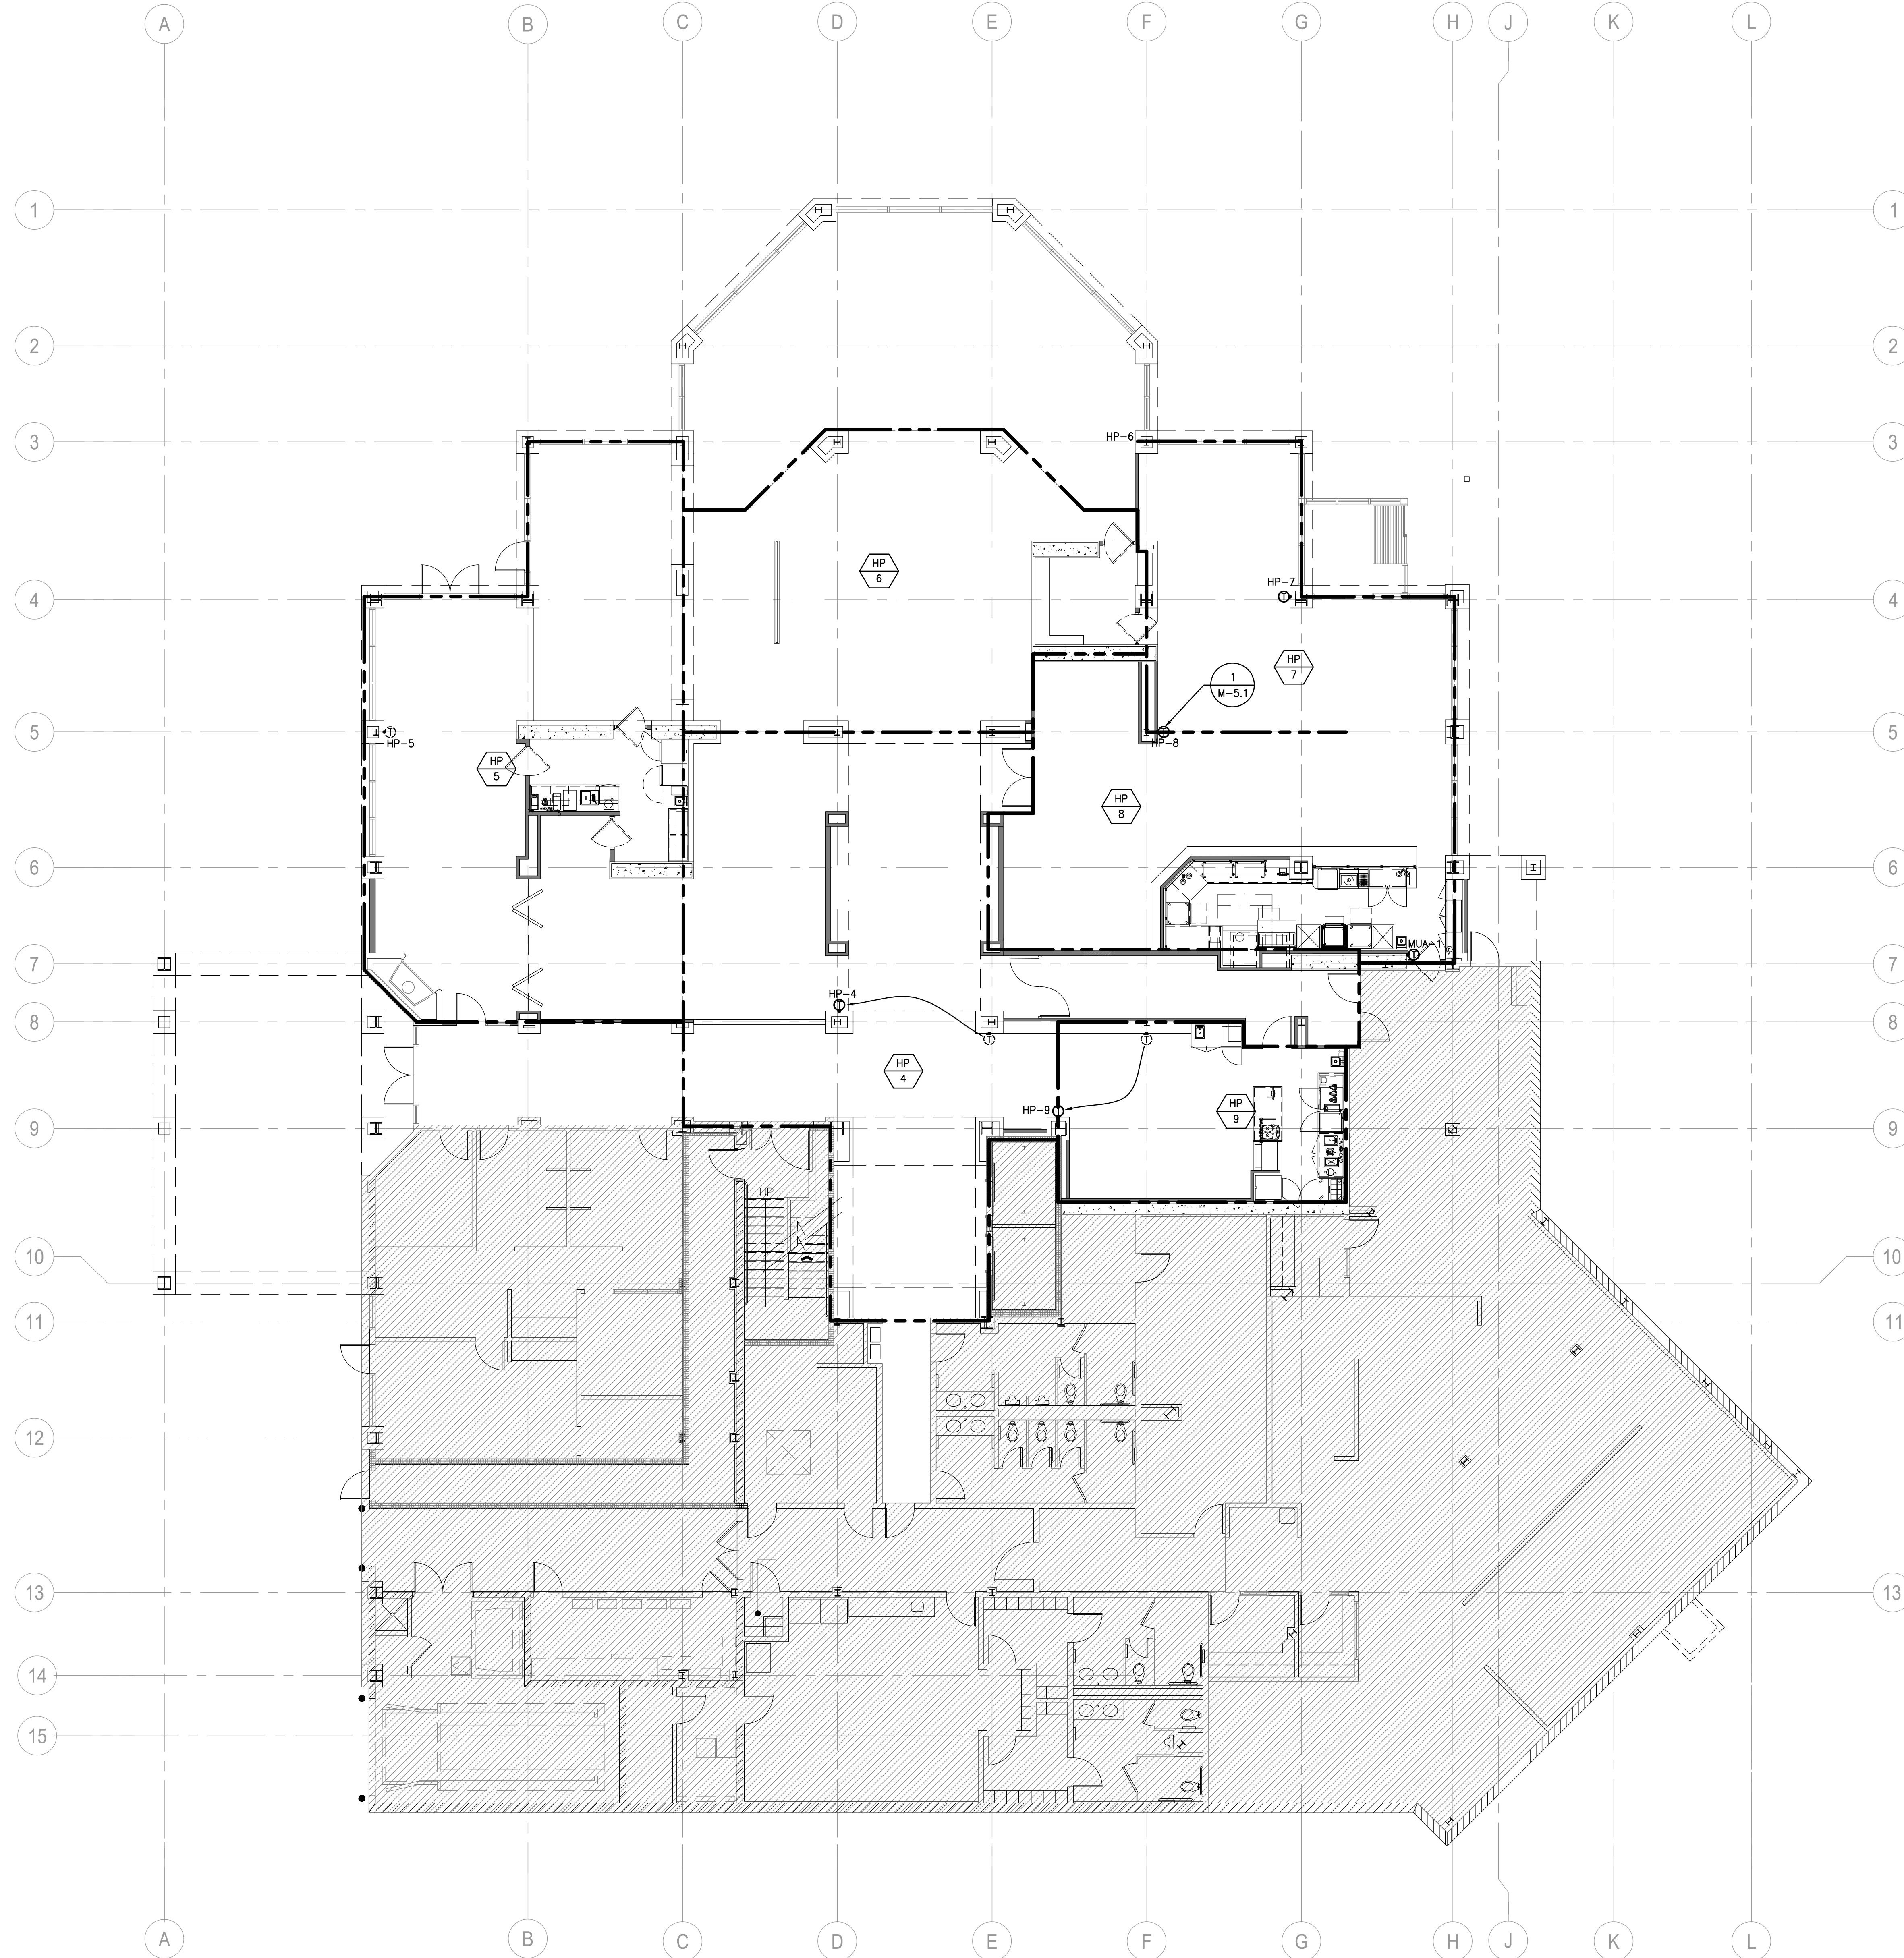 A B C D E F G H J K L
1 1
2 2
3 HP-6 3
HP
6
HP-7
4 4
HP
7
1
M-5.1
5 5
HP-5
HP-8
HP
5
HP
8
6 6
MUA-1
7 7
HP-4
8 8
HP
4
HP-9
HP
9
9 9
UP
10 10
11 11
12
13 13
14
15
A B C D E F G H J K L